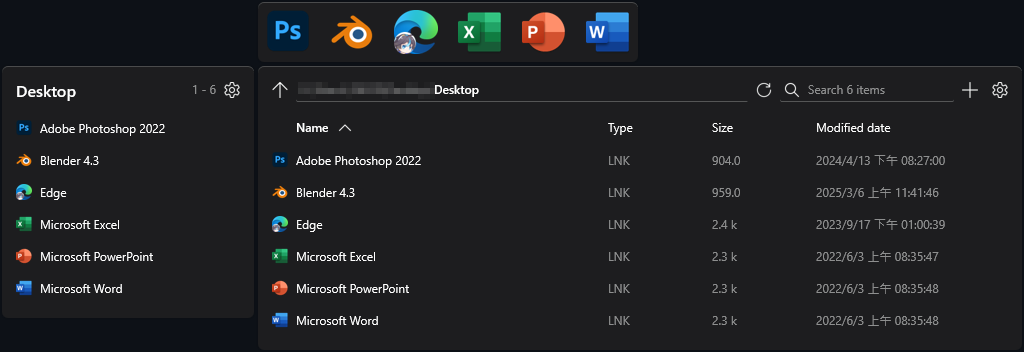 Ps X P W
Desktop 1 - 6
Ps Adobe Photoshop 2022
Blender 4.3
Edge
Microsoft Excel
Microsoft PowerPoint
Microsoft Word
Desktop Search 6 items
Name Type Size Modified date
Ps Adobe Photoshop 2022 LNK 904.0 2024/4/13 下午 08:27:00
Blender 4.3 LNK 959.0 2025/3/6 上午 11:41:46
Edge LNK 2.4 k 2023/9/17 下午 01:00:39
Microsoft Excel LNK 2.3 k 2022/6/3 上午 08:35:47
Microsoft PowerPoint LNK 2.3 k 2022/6/3 上午 08:35:48
Microsoft Word LNK 2.3 k 2022/6/3 上午 08:35:48